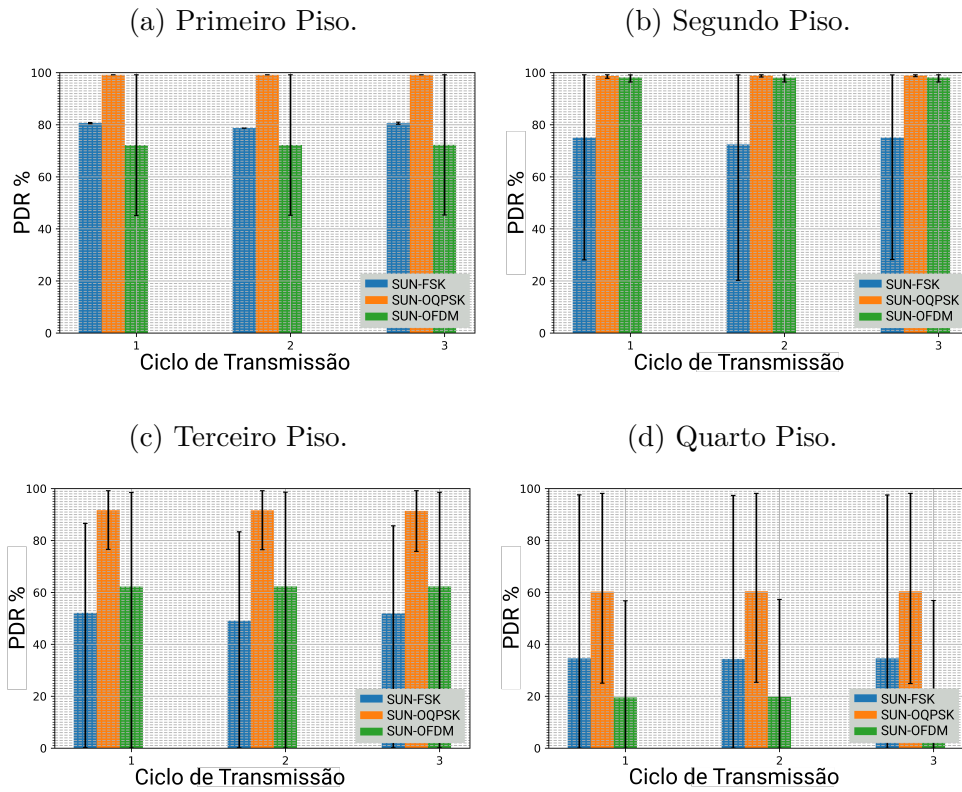 (a) Primeiro Piso.
100
80
60
40
20
0
PDR %
1
2
3
Ciclo de Transmissão
SUN-FSK
SUN-OQPSK
SUN-OFDM
(b) Segundo Piso.
100
80
60
40
20
0
PDR %
1
2
3
Ciclo de Transmissão
SUN-FSK
SUN-OQPSK
SUN-OFDM
(c) Terceiro Piso.
100
80
60
40
20
0
PDR %
1
2
3
Ciclo de Transmissão
SUN-FSK
SUN-OQPSK
SUN-OFDM
(d) Quarto Piso.
100
80
60
40
20
0
PDR %
1
2
3
Ciclo de Transmissão
SUN-FSK
SUN-OQPSK
SUN-OFDM